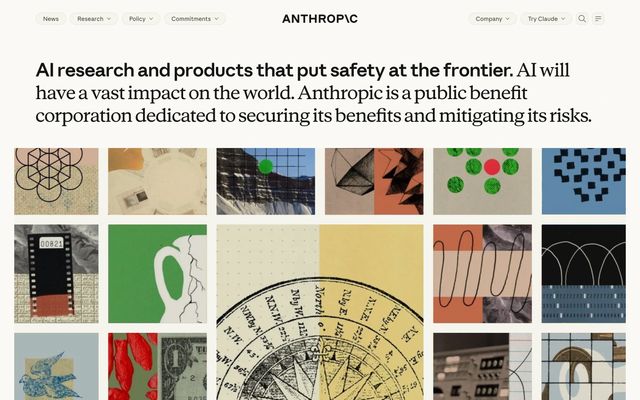 News
Research
Policy
Commitments
ANTHROP\C
Company
Try Claude
AI research and products that put safety at the frontier. AI will
have a vast impact on the world. Anthropic is a public benefit
corporation dedicated to securing its benefits and mitigating its risks.
00821
North
N.E.
N.W.
1